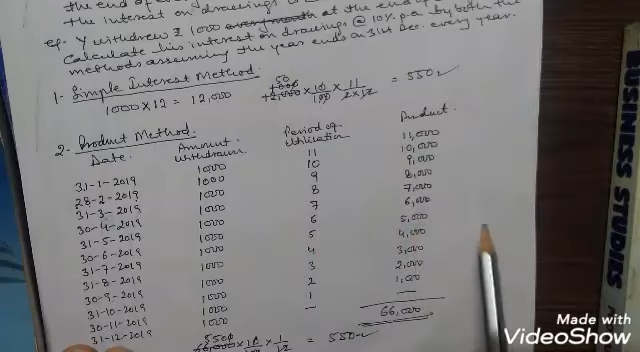 the end of
the interest on drawings
eg:- Y withdrew ₹ 1000 every month at the end of
Calculate his interest on drawings @ 10% p.a by both the
methods assuming the year ends on 31st Dec. every year.
1- Simple Interest Method.
1000 × 12 = 12,000
50
1000
12,000 × 10/100 × 11/2×12 = 550
2- Product Method.
Date Amount withdrawn Period of utilisation Product
31-1-2019 1000 11 11,000
28-2-2019 1000 10 10,000
31-3-2019 1000 9 9,000
30-4-2019 1000 8 8,000
31-5-2019 1000 7 7,000
30-6-2019 1000 6 6,000
31-7-2019 1000 5 5,000
31-8-2019 1000 4 4,000
30-9-2019 1000 3 3,000
31-10-2019 1000 2 2,000
30-11-2019 1000 1 1,000
31-12-2019 1000 — —
66,000
5500
66,000 × 10/100 × 1/12 = 550
BUSINESS STUDIES
Made with
VideoShow